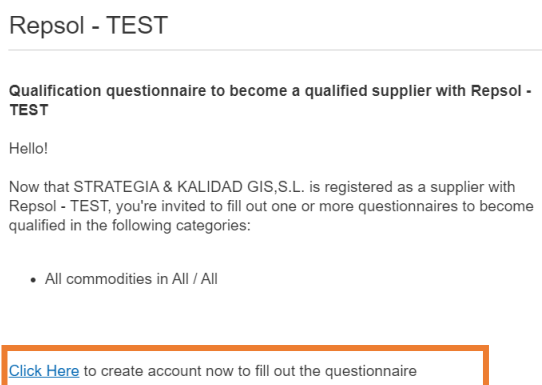 Repsol - TEST
Qualification questionnaire to become a qualified supplier with Repsol -
TEST
Hello!
Now that STRATEGIA & KALIDAD GIS,S.L. is registered as a supplier with
Repsol - TEST, you're invited to fill out one or more questionnaires to become
qualified in the following categories:
• All commodities in All / All
Click Here to create account now to fill out the questionnaire